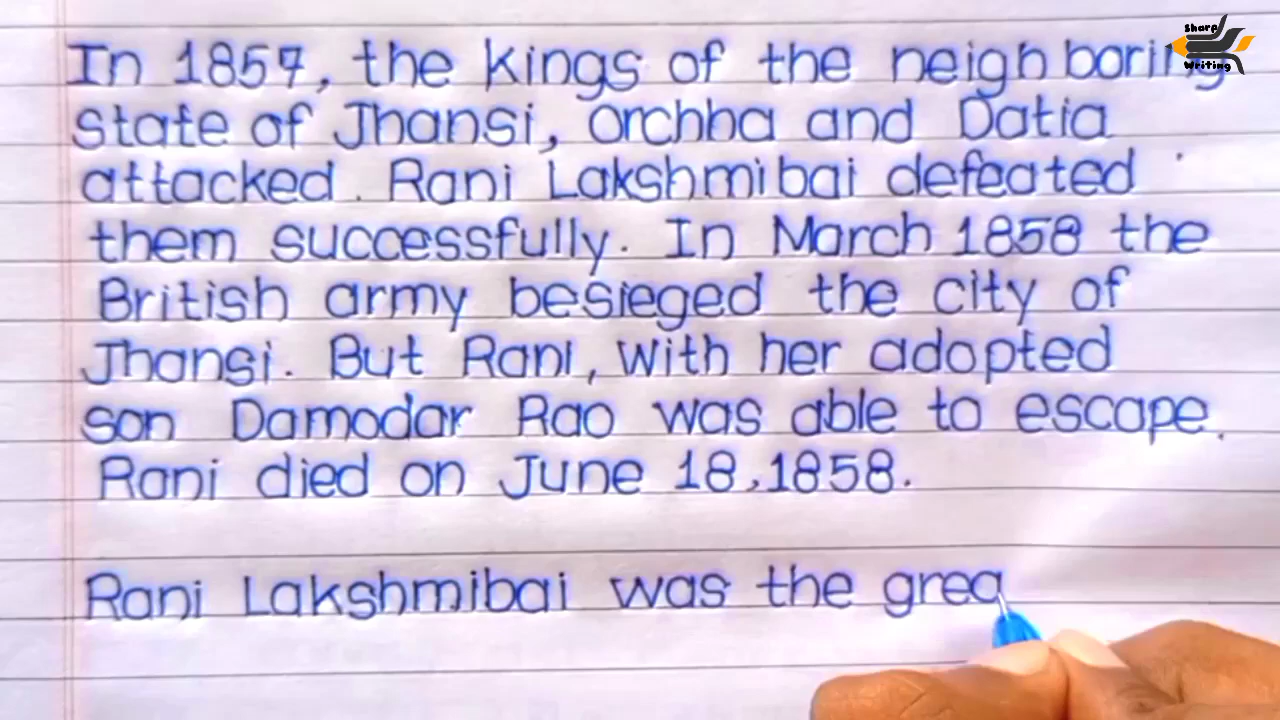 Sharp
Writing
In 1857, the kings of the neighboring
state of Jhansi, Orchha and Datia
attacked. Rani Lakshmibai defeated
them successfully. In March 1858 the
British army besieged the city of
Jhansi. But Rani, with her adopted
son Damodar Rao was able to escape.
Rani died on June 18,1858.
Rani Lakshmibai was the grea